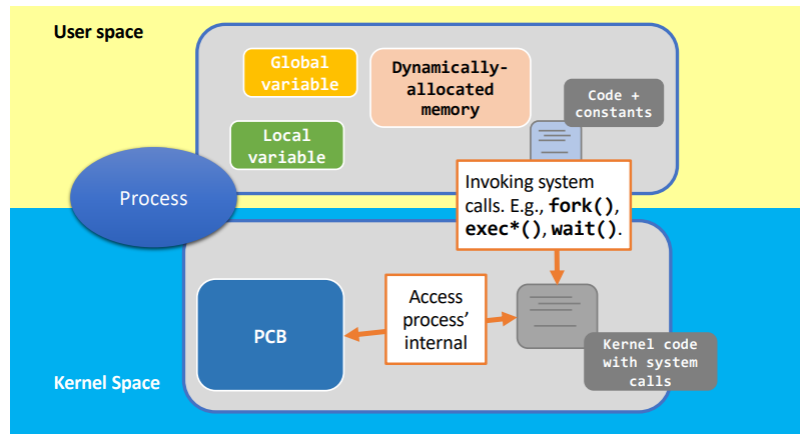 User space
Global
variable
Dynamically-
allocated
memory
Code +
constants
Local
variable
Process
Invoking system
calls. E.g., fork(),
exec*(), wait().
PCB
Access
process’
internal
Kernel code
with system
calls
Kernel Space